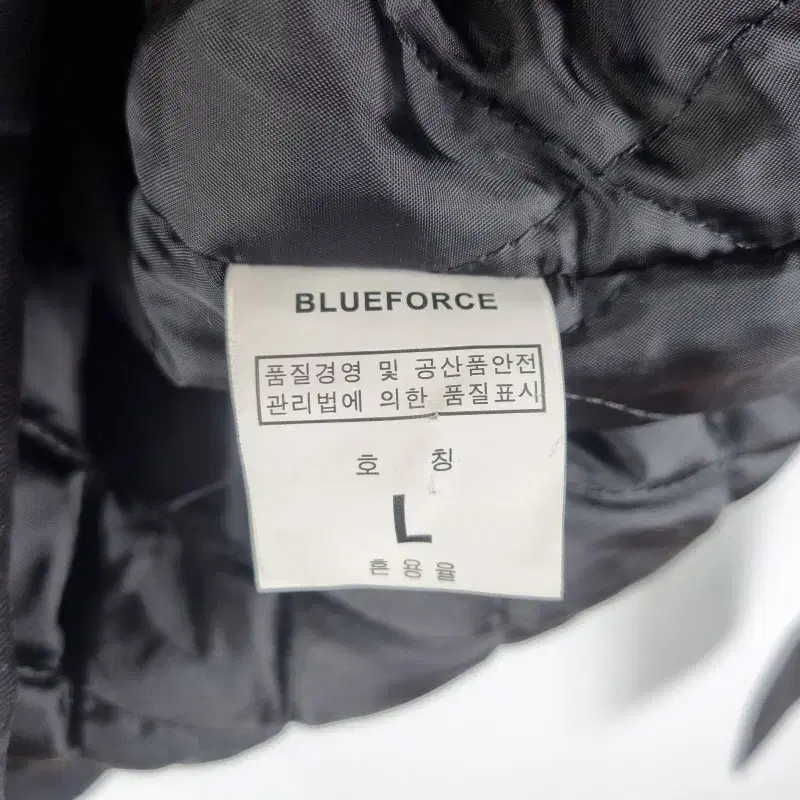 BLUEFORCE
품질경영 및 공산품안전
관리법에 의한 품질표시
호 칭
L
혼용율